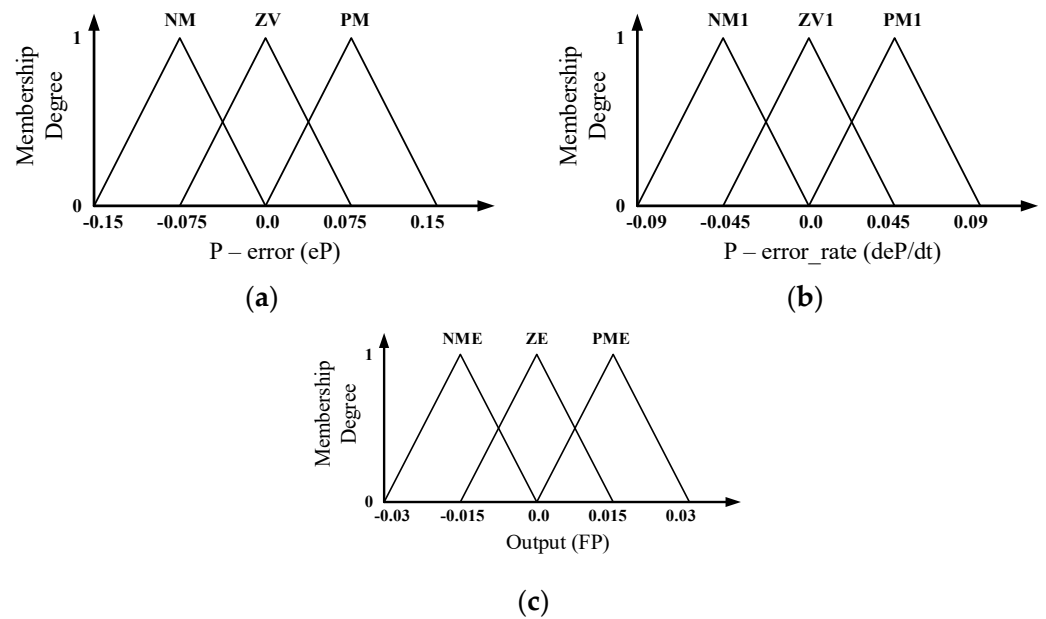 NM ZV PM
1
Membership
Degree
0
-0.15 -0.075 0.0 0.075 0.15
P – error (eP)
(a)
NM1 ZV1 PM1
1
Membership
Degree
0
-0.09 -0.045 0.0 0.045 0.09
P – error_rate (deP/dt)
(b)
NME ZE PME
1
Membership
Degree
0
-0.03 -0.015 0.0 0.015 0.03
Output (FP)
(c)